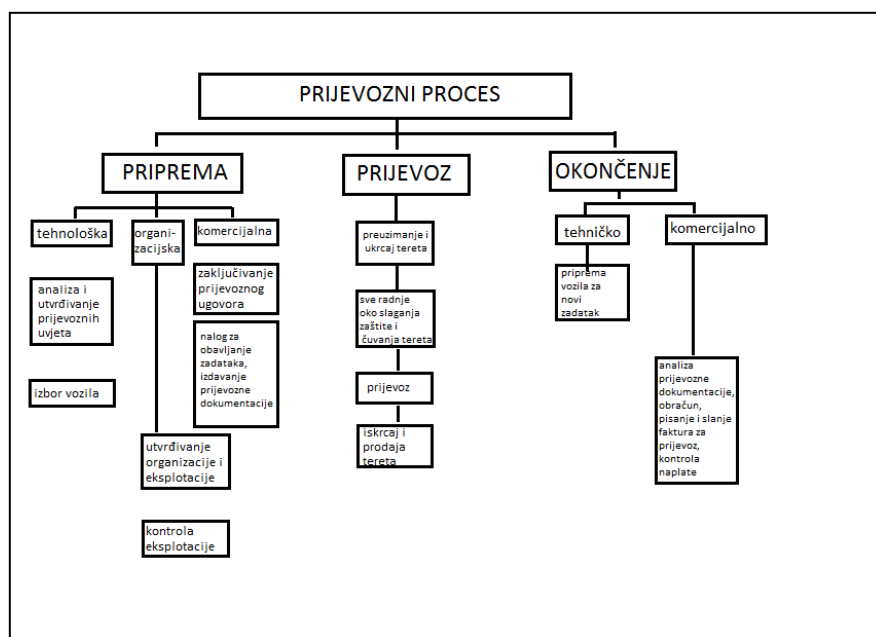 PRIJEVOZNI PROCES
PRIPREMA
PRIJEVOZ
OKONČENJE
tehnološka
organi-
zacijska
komercijalna
analiza i
utvrđivanje
prijevoznih
uvjeta
izbor vozila
zaključivanje
prijevoznog
ugovora
nalog za
obavljanje
zadataka,
izdavanje
prijevozne
dokumentacije
utvrđivanje
organizacije i
eksplotacije
kontrola
eksplotacije
preuzimanje i
ukrcaj tereta
sve radnje
oko slaganja
zaštite i
čuvanja tereta
prijevoz
iskrcaj i
prodaja
tereta
tehničko
komercijalno
priprema
vozila za
novi
zadatak
analiza
prijevozne
dokumentacije,
obračun,
pisanje i slanje
faktura za
prijevoz,
kontrola
naplate